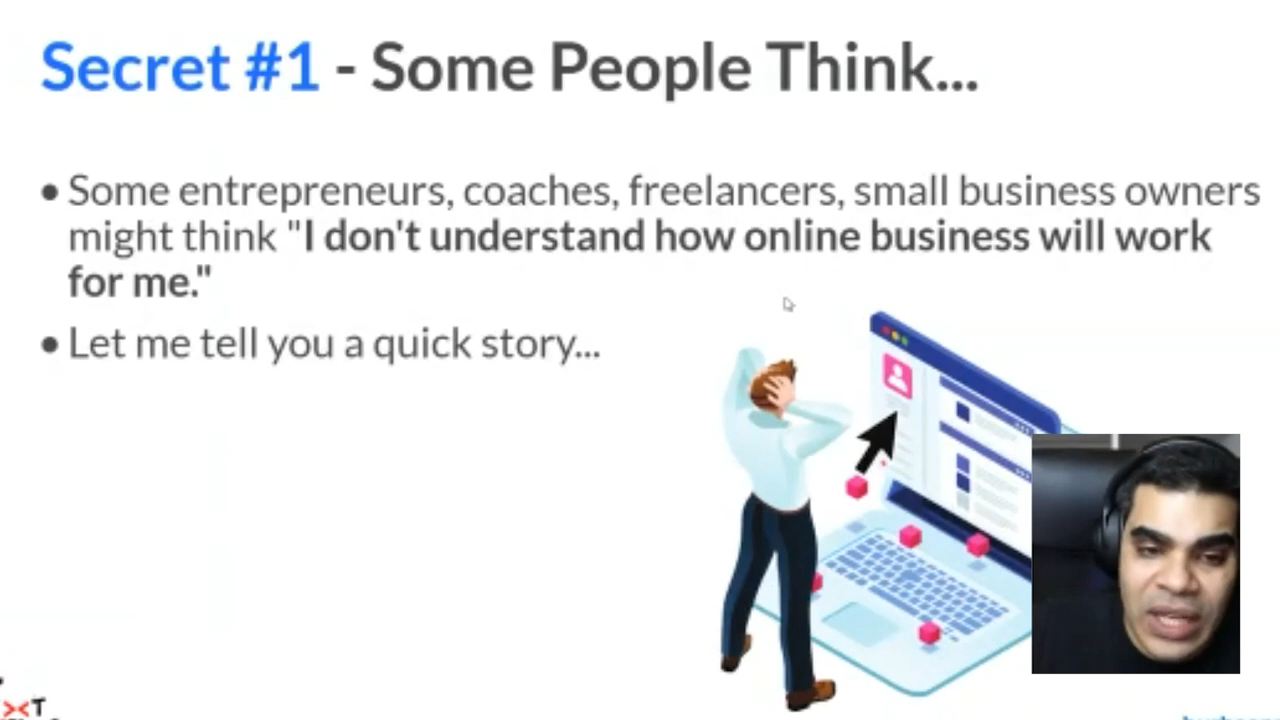 Secret #1 - Some People Think...
• Some entrepreneurs, coaches, freelancers, small business owners
might think "I don't understand how online business will work
for me."
• Let me tell you a quick story...